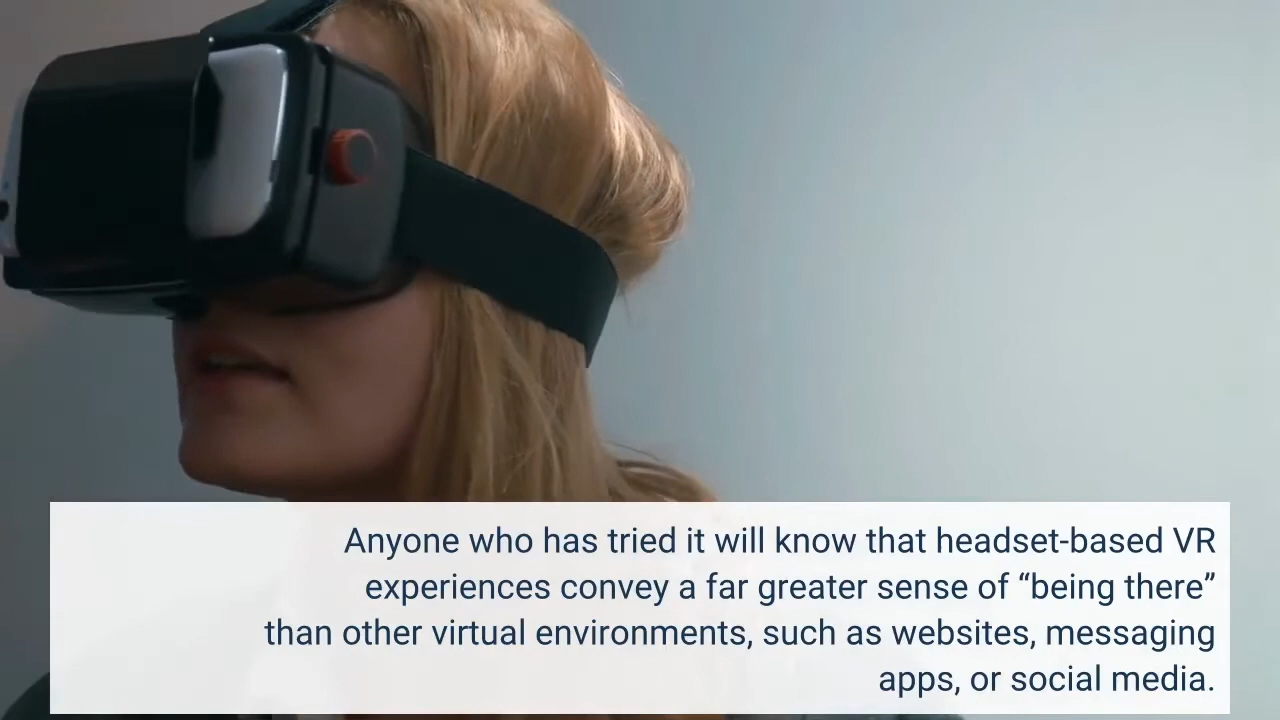 Anyone who has tried it will know that headset-based VR
experiences convey a far greater sense of “being there”
than other virtual environments, such as websites, messaging
apps, or social media.